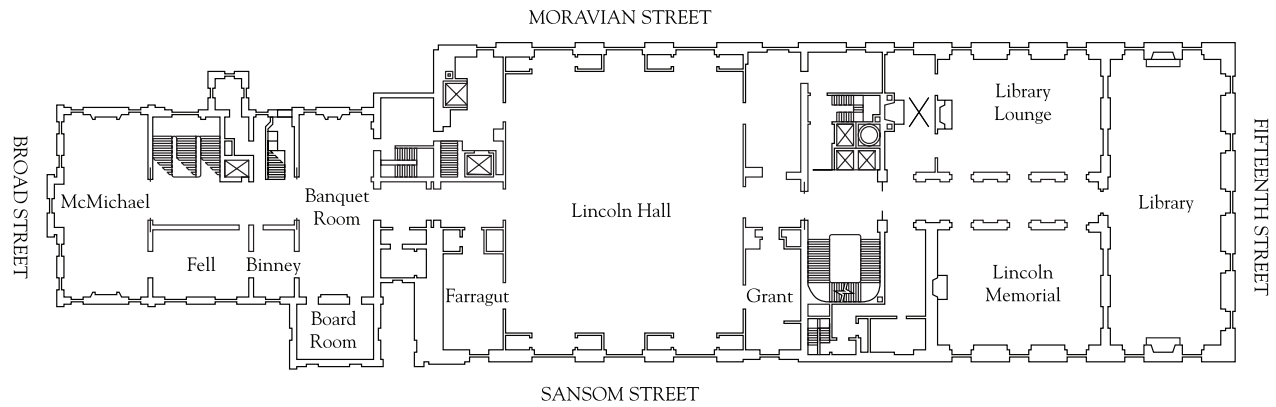 MORAVIAN STREET
Library
Lounge
BROAD STREET
FIFTEENTH STREET
McMichael
Banquet
Room
Lincoln Hall
Library
Fell
Binney
Farragut
Grant
Lincoln
Memorial
Board
Room
SANSOM STREET